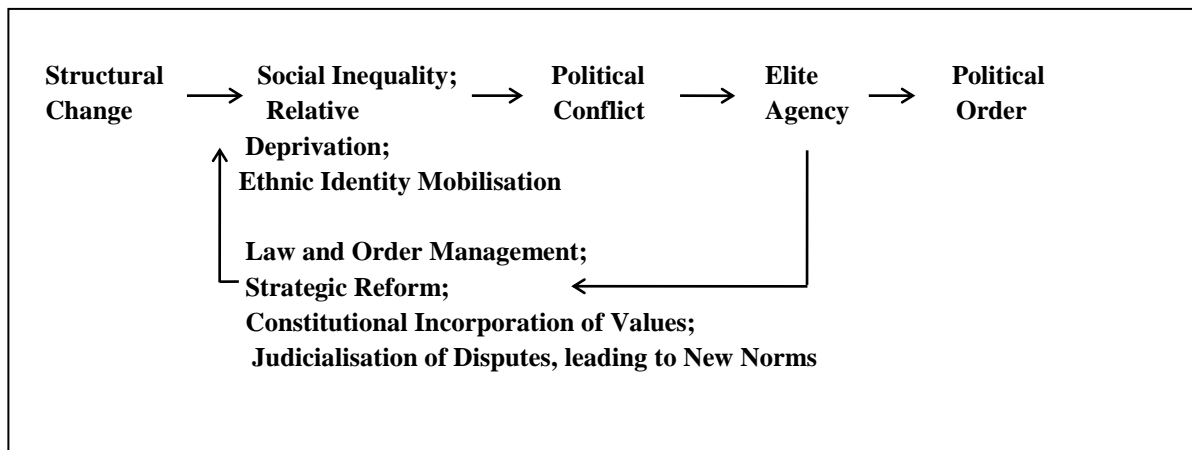 Structural
Change
Social Inequality;
Relative
Deprivation;
Ethnic Identity Mobilisation
Political
Conflict
Elite
Agency
Political
Order
Law and Order Management;
Strategic Reform;
Constitutional Incorporation of Values;
Judicialisation of Disputes, leading to New Norms